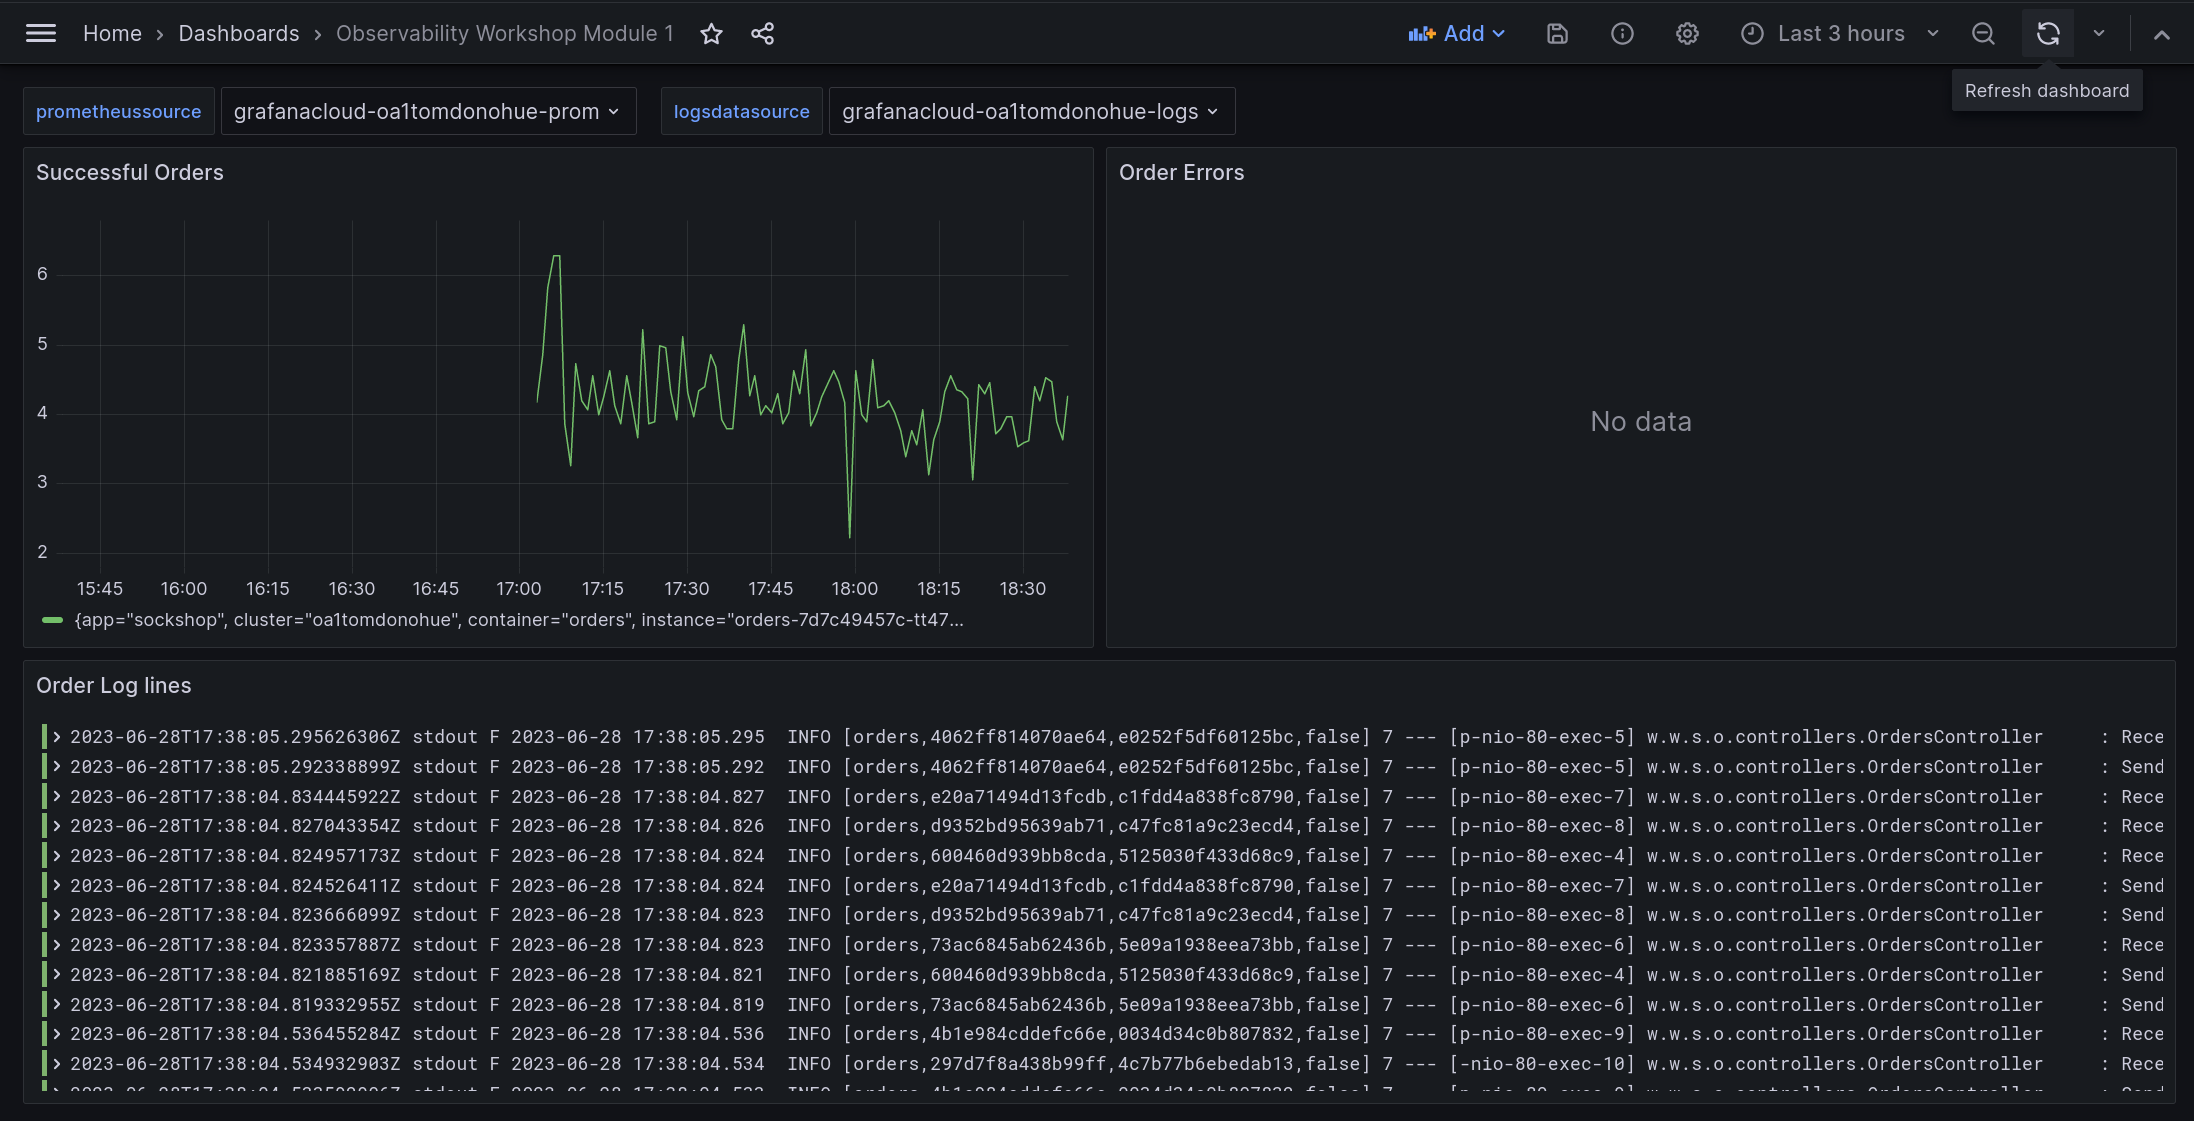 Home › Dashboards › Observability Workshop Module 1 Add Last 3 hours
Refresh dashboard
prometheussource grafanacloud-oa1tomdonohue-prom logsdatasource grafanacloud-oa1tomdonohue-logs
Successful Orders
6
5
4
3
2
15:45 16:00 16:15 16:30 16:45 17:00 17:15 17:30 17:45 18:00 18:15 18:30
{app="sockshop", cluster="oa1tomdonohue", container="orders", instance="orders-7d7c49457c-tt47...
Order Errors
No data
Order Log lines
2023-06-28T17:38:05.295626306Z stdout F 2023-06-28 17:38:05.295  INFO [orders,4062ff814070ae64,e0252f5df60125bc,false] 7 --- [p-nio-80-exec-5] w.w.s.o.controllers.OrdersController     : Rece
2023-06-28T17:38:05.292338899Z stdout F 2023-06-28 17:38:05.292  INFO [orders,4062ff814070ae64,e0252f5df60125bc,false] 7 --- [p-nio-80-exec-5] w.w.s.o.controllers.OrdersController     : Send
2023-06-28T17:38:04.834445922Z stdout F 2023-06-28 17:38:04.827  INFO [orders,e20a71494d13fcdb,c1fdd4a838fc8790,false] 7 --- [p-nio-80-exec-7] w.w.s.o.controllers.OrdersController     : Rece
2023-06-28T17:38:04.827043354Z stdout F 2023-06-28 17:38:04.826  INFO [orders,d9352bd95639ab71,c47fc81a9c23ecd4,false] 7 --- [p-nio-80-exec-8] w.w.s.o.controllers.OrdersController     : Rece
2023-06-28T17:38:04.824957173Z stdout F 2023-06-28 17:38:04.824  INFO [orders,600460d939bb8cda,5125030f433d68c9,false] 7 --- [p-nio-80-exec-4] w.w.s.o.controllers.OrdersController     : Rece
2023-06-28T17:38:04.824526411Z stdout F 2023-06-28 17:38:04.824  INFO [orders,e20a71494d13fcdb,c1fdd4a838fc8790,false] 7 --- [p-nio-80-exec-7] w.w.s.o.controllers.OrdersController     : Send
2023-06-28T17:38:04.823666099Z stdout F 2023-06-28 17:38:04.823  INFO [orders,d9352bd95639ab71,c47fc81a9c23ecd4,false] 7 --- [p-nio-80-exec-8] w.w.s.o.controllers.OrdersController     : Send
2023-06-28T17:38:04.823357887Z stdout F 2023-06-28 17:38:04.823  INFO [orders,73ac6845ab62436b,5e09a1938eea73bb,false] 7 --- [p-nio-80-exec-6] w.w.s.o.controllers.OrdersController     : Rece
2023-06-28T17:38:04.821885169Z stdout F 2023-06-28 17:38:04.821  INFO [orders,600460d939bb8cda,5125030f433d68c9,false] 7 --- [p-nio-80-exec-4] w.w.s.o.controllers.OrdersController     : Send
2023-06-28T17:38:04.819332955Z stdout F 2023-06-28 17:38:04.819  INFO [orders,73ac6845ab62436b,5e09a1938eea73bb,false] 7 --- [p-nio-80-exec-6] w.w.s.o.controllers.OrdersController     : Send
2023-06-28T17:38:04.536455284Z stdout F 2023-06-28 17:38:04.536  INFO [orders,4b1e984cddefc66e,0034d34c0b807832,false] 7 --- [p-nio-80-exec-9] w.w.s.o.controllers.OrdersController     : Rece
2023-06-28T17:38:04.534932903Z stdout F 2023-06-28 17:38:04.534  INFO [orders,297d7f8a438b99ff,4c7b77b6ebedab13,false] 7 --- [-nio-80-exec-10] w.w.s.o.controllers.OrdersController     : Rece